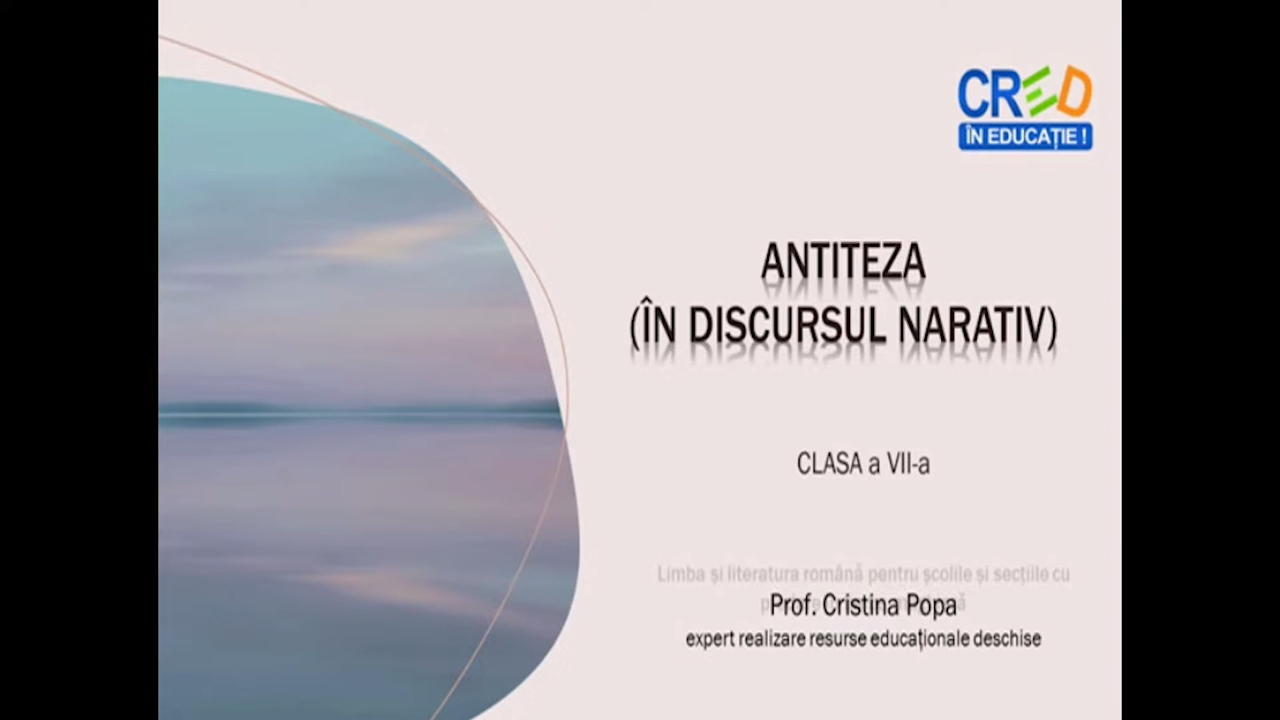 CRED
ÎN EDUCAȚIE !
ANTITEZA
(ÎN DISCURSUL NARATIV)
CLASA a VII-a
Limba și literatura română pentru școlile și secțiile cu
Prof. Cristina Popa
expert realizare resurse educaționale deschise